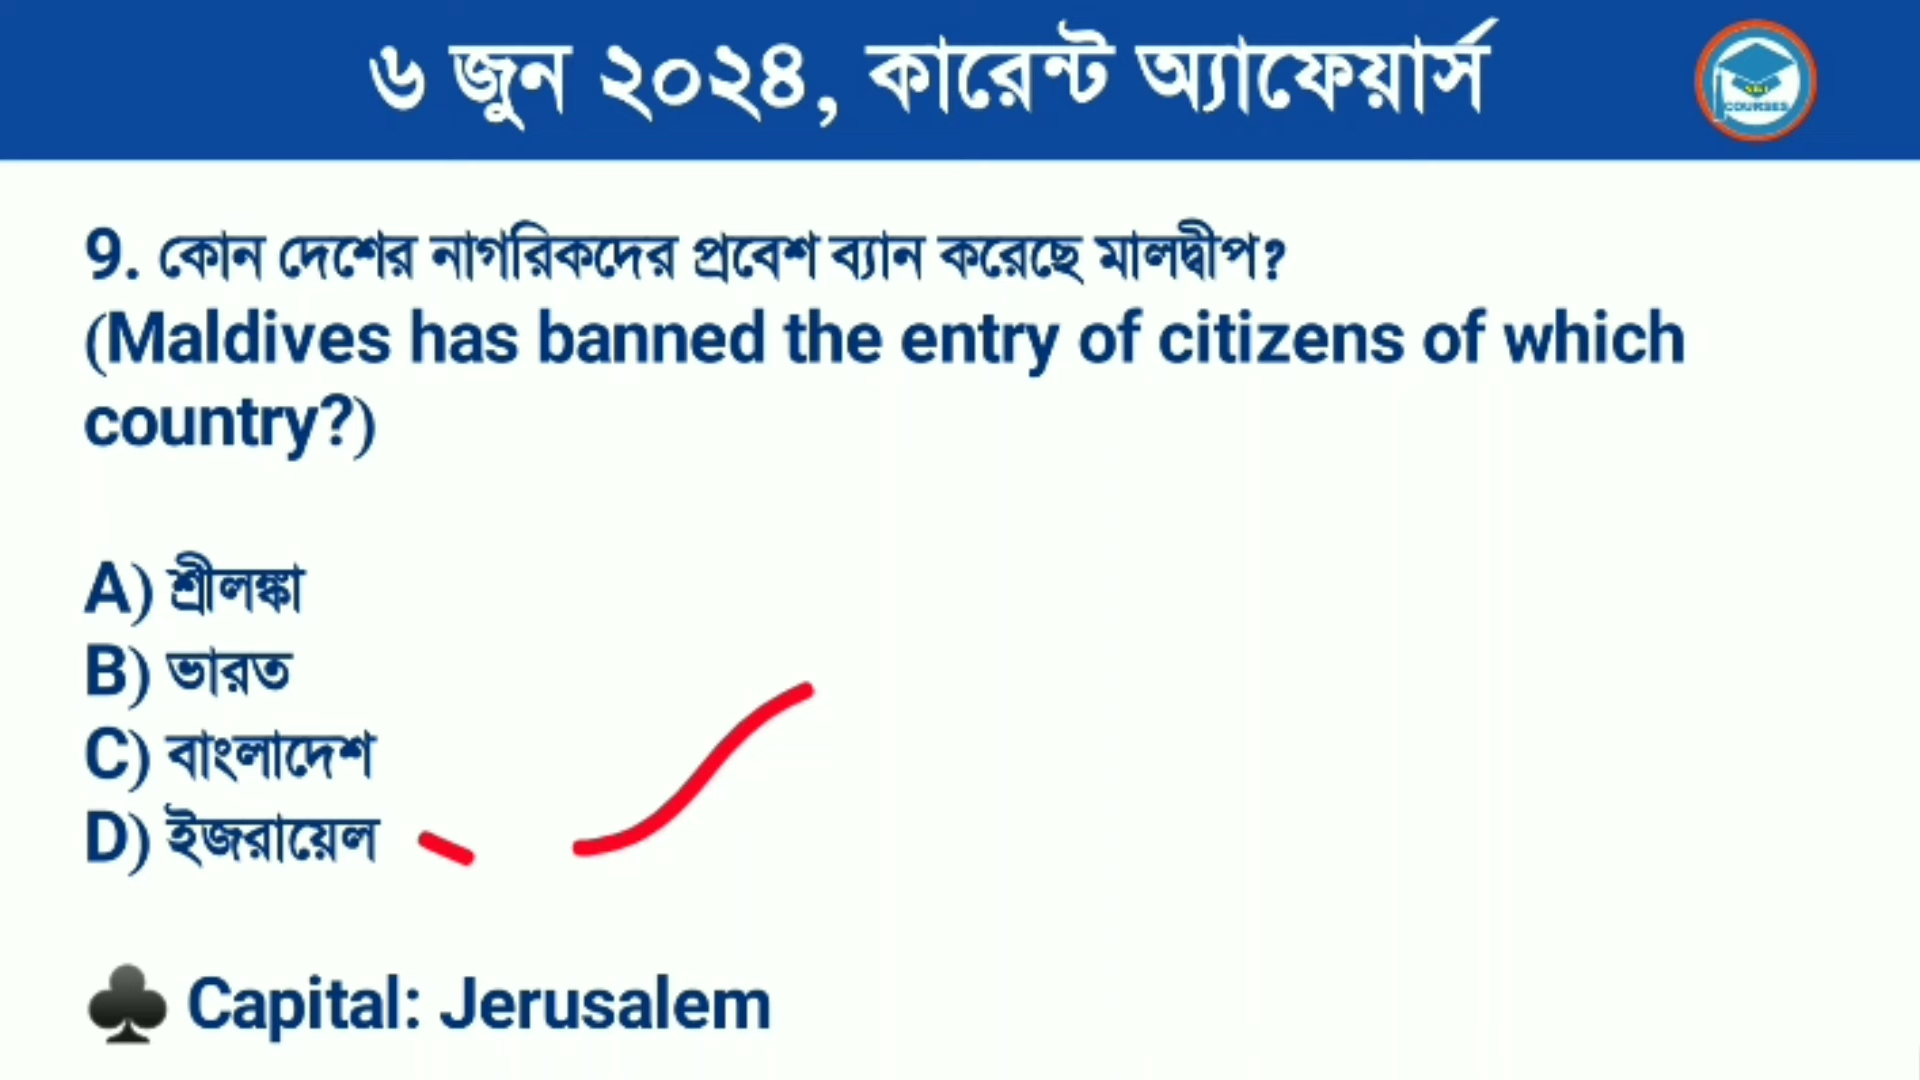 ৬ জুন ২০২৪, কারেন্ট অ্যাফেয়ার্স
COURSES
9. কোন দেশের নাগরিকদের প্রবেশ ব্যান করেছে মালদ্বীপ?
(Maldives has banned the entry of citizens of which
country?)
A) শ্রীলঙ্কা
B) ভারত
C) বাংলাদেশ
D) ইজরায়েল
Capital: Jerusalem